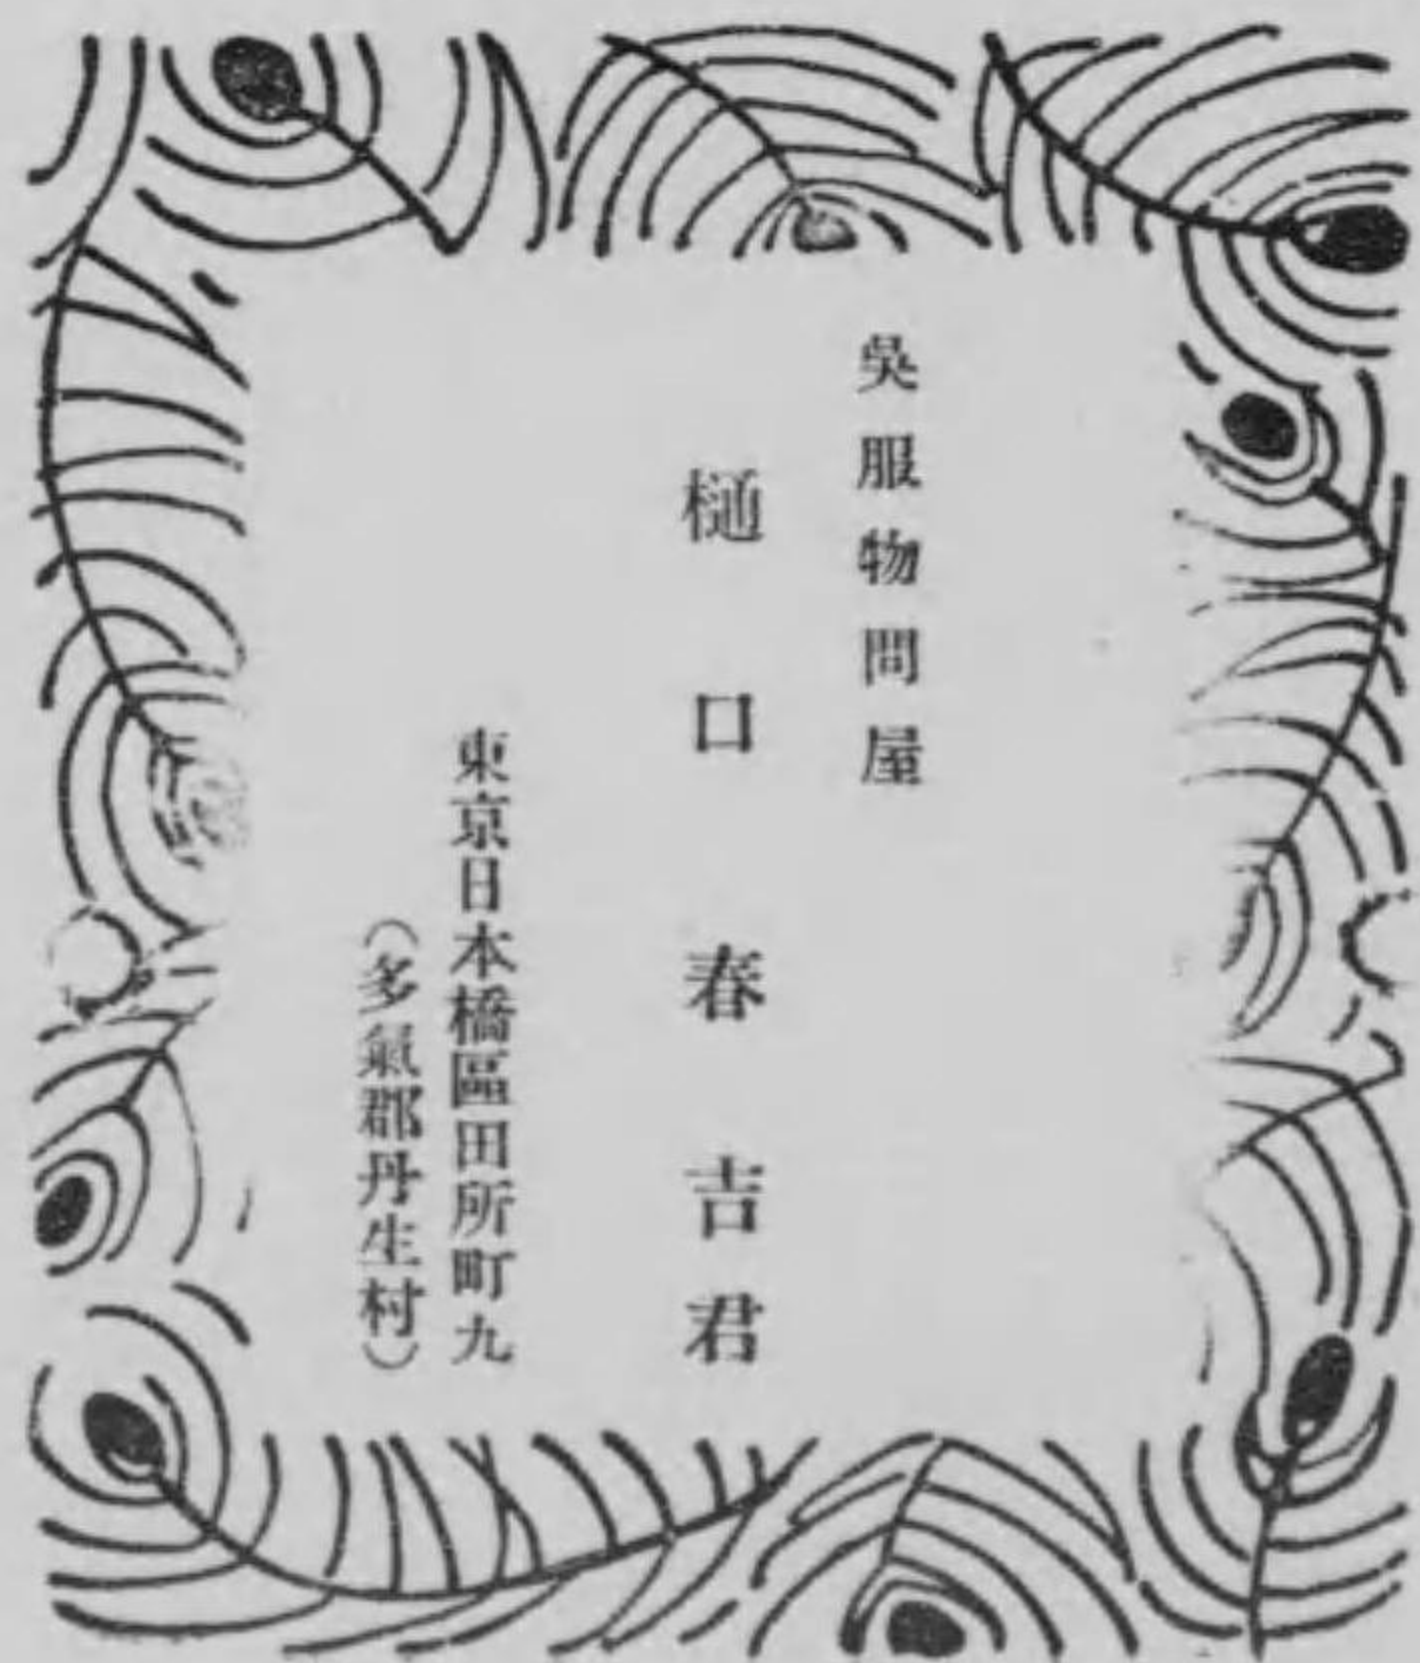 吳服物問屋
樋口春吉君
東京日本橋區田所町九
（多氣郡丹生村）